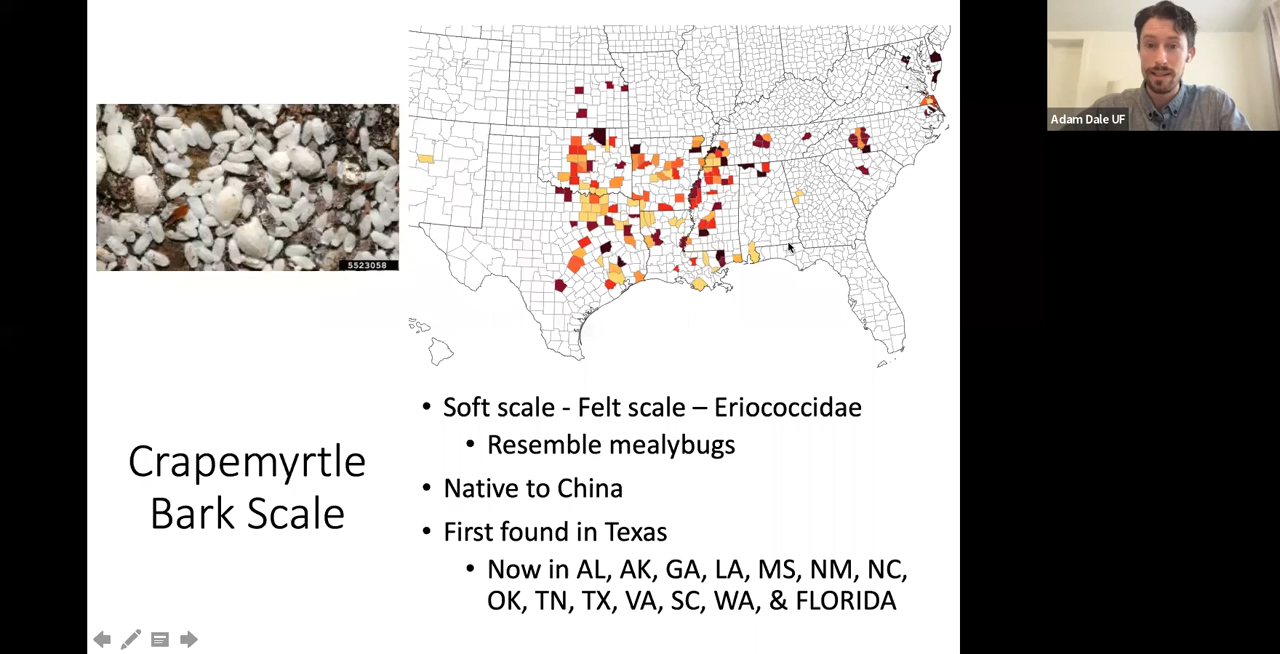 Adam Dale UF
5523058
Crapemyrtle
Bark Scale
• Soft scale - Felt scale – Eriococcidae
• Resemble mealybugs
• Native to China
• First found in Texas
• Now in AL, AK, GA, LA, MS, NM, NC,
OK, TN, TX, VA, SC, WA, & FLORIDA